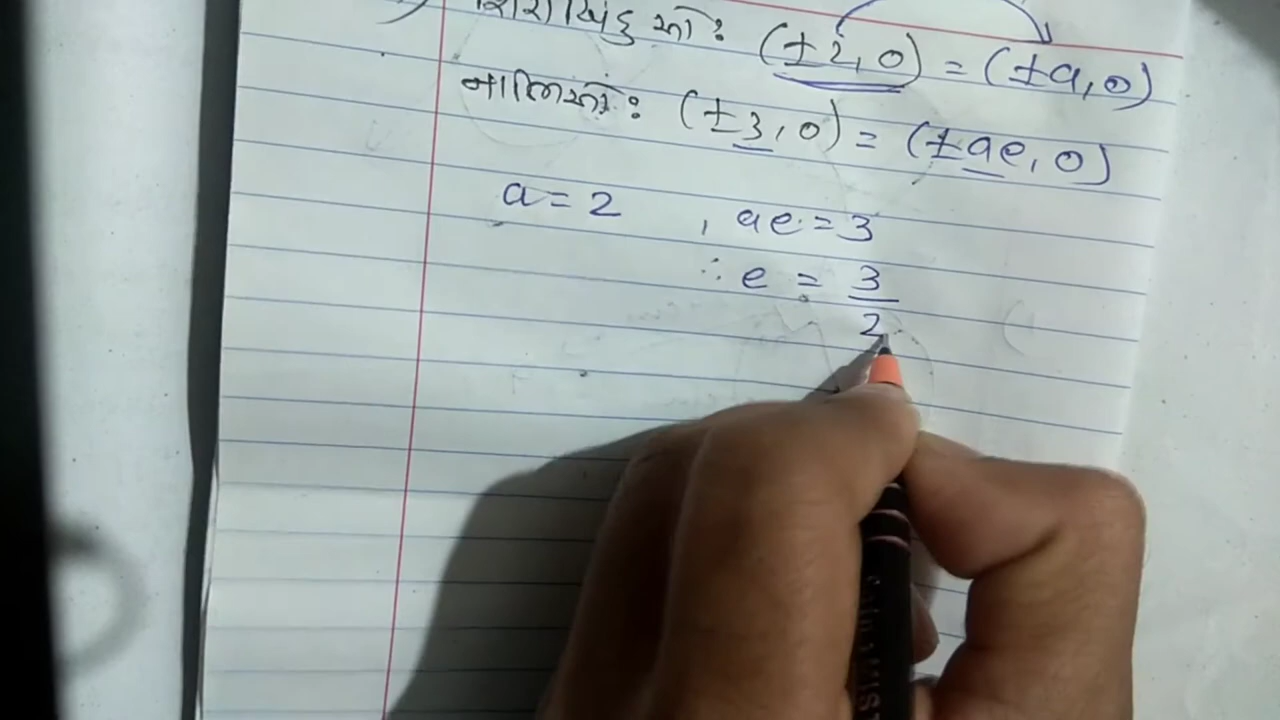 શિરોબિંદુઓ: (±2, 0) = (±a, 0)
નાભિઓ: (±3, 0) = (±ae, 0)
a = 2 , ae = 3
∴ e = 3/2